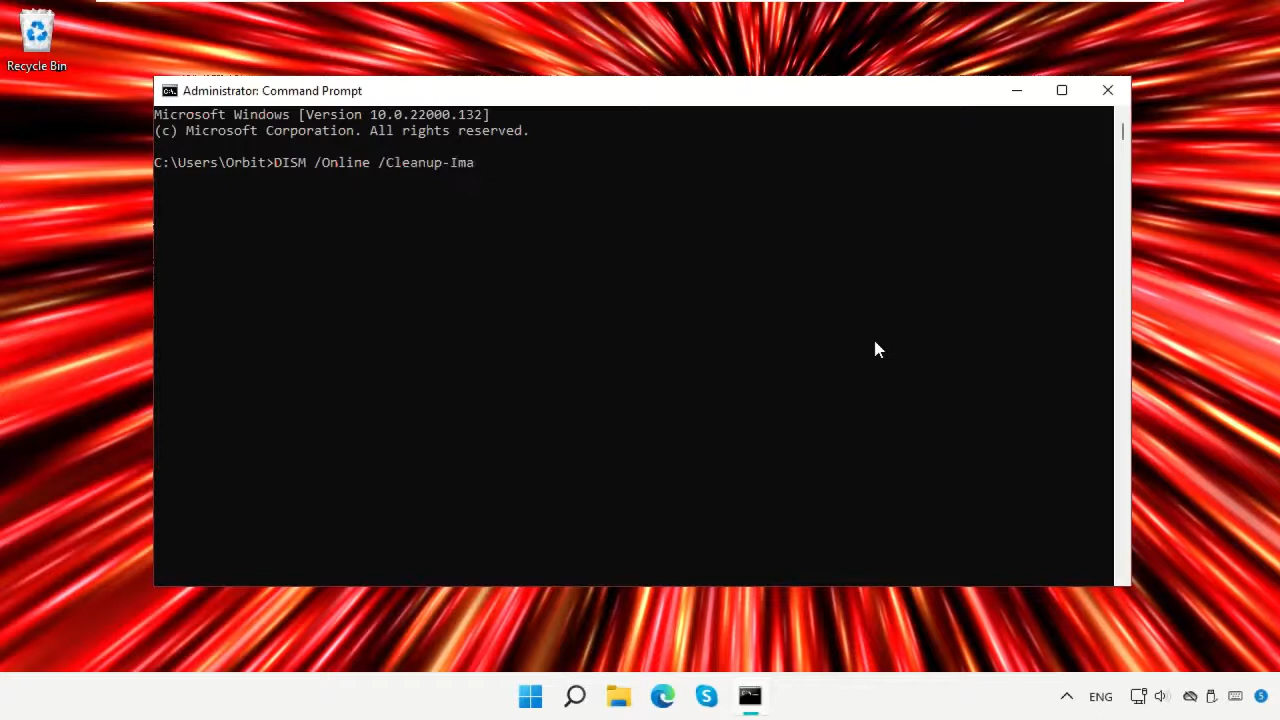 Recycle Bin
Administrator: Command Prompt
Microsoft Windows [Version 10.0.22000.132]
(c) Microsoft Corporation. All rights reserved.
C:\Users\Orbit>DISM /Online /Cleanup-Ima
ENG
5